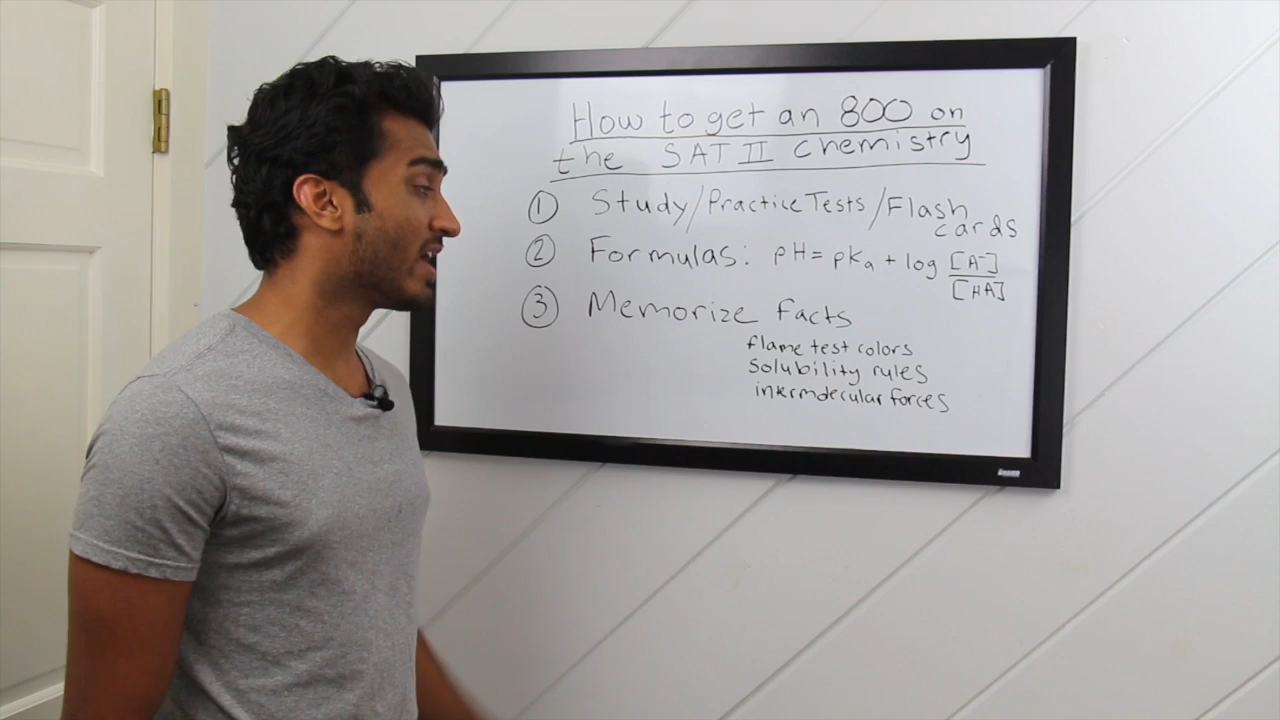 How to get an 800 on
the SAT II Chemistry
① Study/Practice Tests/Flash
cards
② Formulas: pH = pKa + log [A⁻]
[HA]
③ Memorize Facts
flame test colors
solubility rules
intermolecular forces